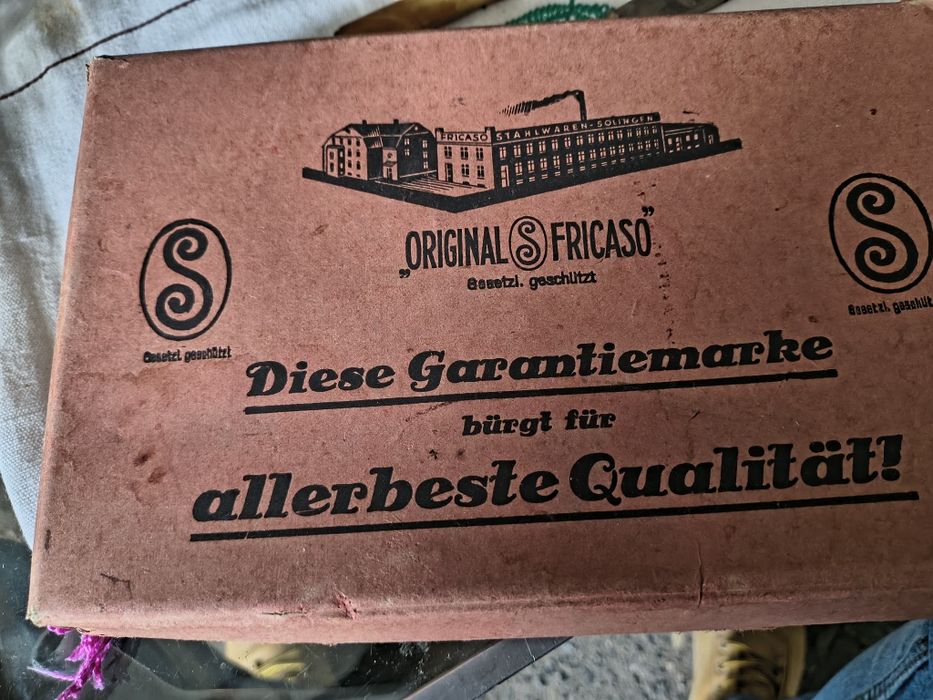 FRICASO STAHLWAREN-SOLINGEN
„ORIGINAL S FRICASO”
Gesetzl. geschützt
S
Gesetzl. geschützt
S
Gesetzl. geschützt
Diese Garantiemarke
bürgt für
allerbeste Qualität!